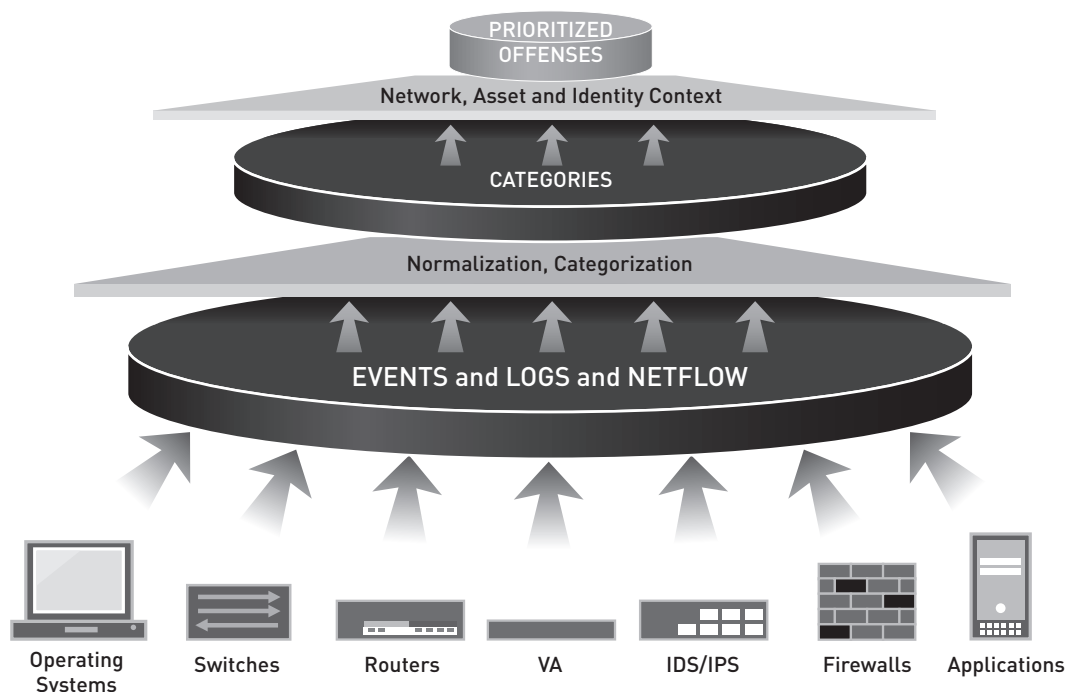 PRIORITIZED
OFFENSES
Network, Asset and Identity Context
CATEGORIES
Normalization, Categorization
EVENTS and LOGS and NETFLOW
Operating
Systems
Switches
Routers
VA
IDS/IPS
Firewalls
Applications